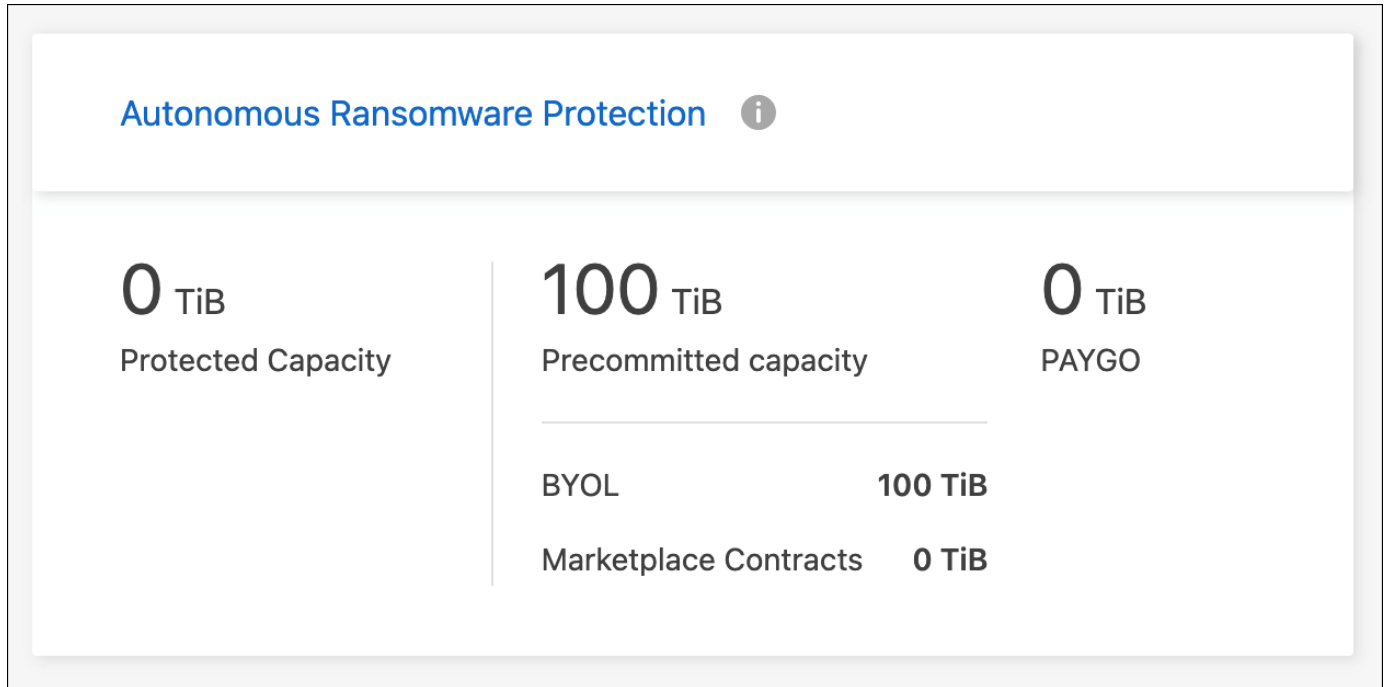 Autonomous Ransomware Protection
0 TiB
Protected Capacity
100 TiB
Precommitted capacity
BYOL 100 TiB
Marketplace Contracts 0 TiB
0 TiB
PAYGO